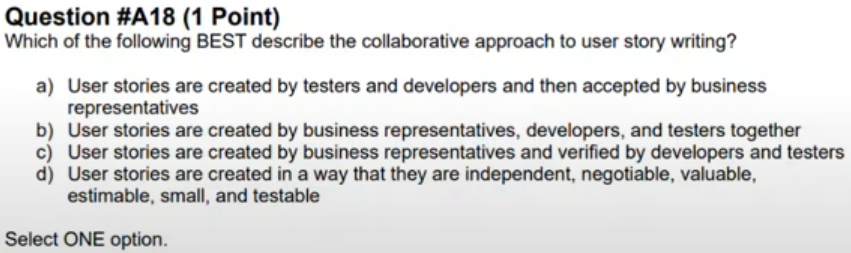 Question #A18 (1 Point)
Which of the following BEST describe the collaborative approach to user story writing?
a) User stories are created by testers and developers and then accepted by business
representatives
b) User stories are created by business representatives, developers, and testers together
c) User stories are created by business representatives and verified by developers and testers
d) User stories are created in a way that they are independent, negotiable, valuable,
estimable, small, and testable
Select ONE option.